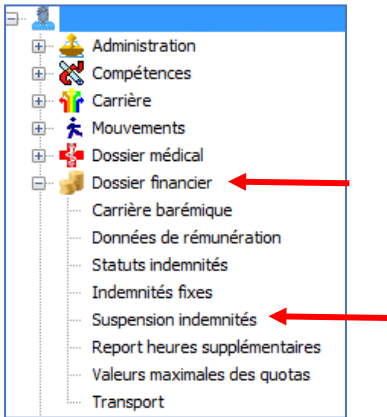 Administration
Compétences
Carrière
Mouvements
Dossier médical
Dossier financier
Carrière barémique
Données de rémunération
Statuts indemnités
Indemnités fixes
Suspension indemnités
Report heures supplémentaires
Valeurs maximales des quotas
Transport